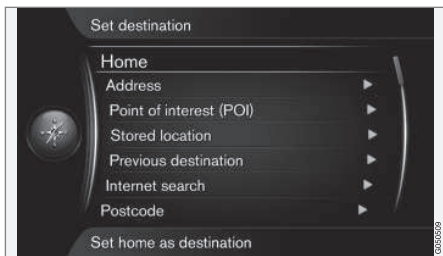 Set destination
Home
Address
Point of interest (POI)
Stored location
Previous destination
Internet search
Postcode
Set home as destination
G050509